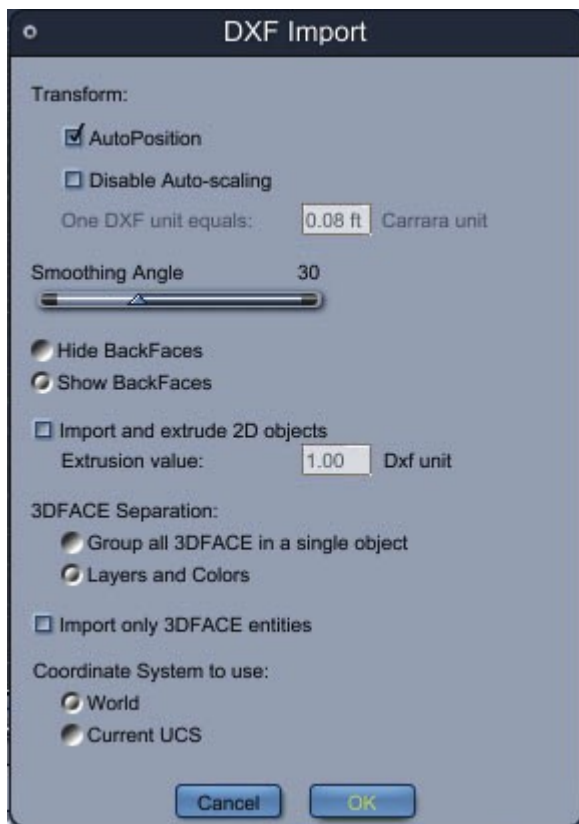 DXF Import
Transform:
AutoPosition
Disable Auto-scaling
One DXF unit equals: 0.08 ft Carrara unit
Smoothing Angle 30
Hide BackFaces
Show BackFaces
Import and extrude 2D objects
Extrusion value: 1.00 Dxf unit
3DFACE Separation:
Group all 3DFACE in a single object
Layers and Colors
Import only 3DFACE entities
Coordinate System to use:
World
Current UCS
Cancel OK